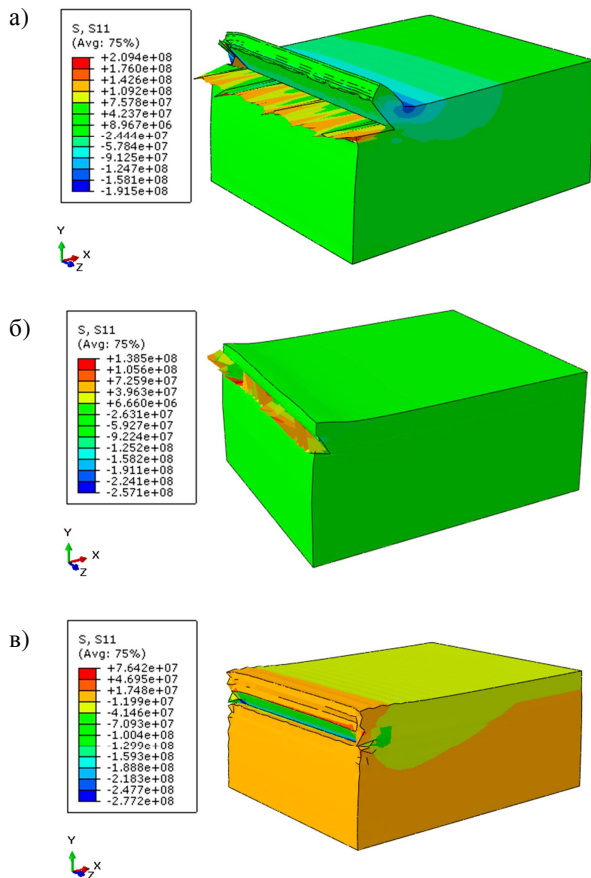 а)
S, S11
(Avg: 75%)
+2.094e+08
+1.760e+08
+1.426e+08
+1.092e+08
+7.578e+07
+4.237e+07
+8.967e+06
-2.444e+07
-5.784e+07
-9.125e+07
-1.247e+08
-1.581e+08
-1.915e+08
Y
X
Z
б)
S, S11
(Avg: 75%)
+1.385e+08
+1.056e+08
+7.259e+07
+3.963e+07
+6.660e+06
-2.631e+07
-5.927e+07
-9.224e+07
-1.252e+08
-1.582e+08
-1.911e+08
-2.241e+08
-2.571e+08
Y
X
Z
в)
S, S11
(Avg: 75%)
+7.642e+07
+4.695e+07
+1.748e+07
-1.199e+07
-4.146e+07
-7.093e+07
-1.004e+08
-1.299e+08
-1.593e+08
-1.888e+08
-2.183e+08
-2.477e+08
-2.772e+08
Y
X
Z